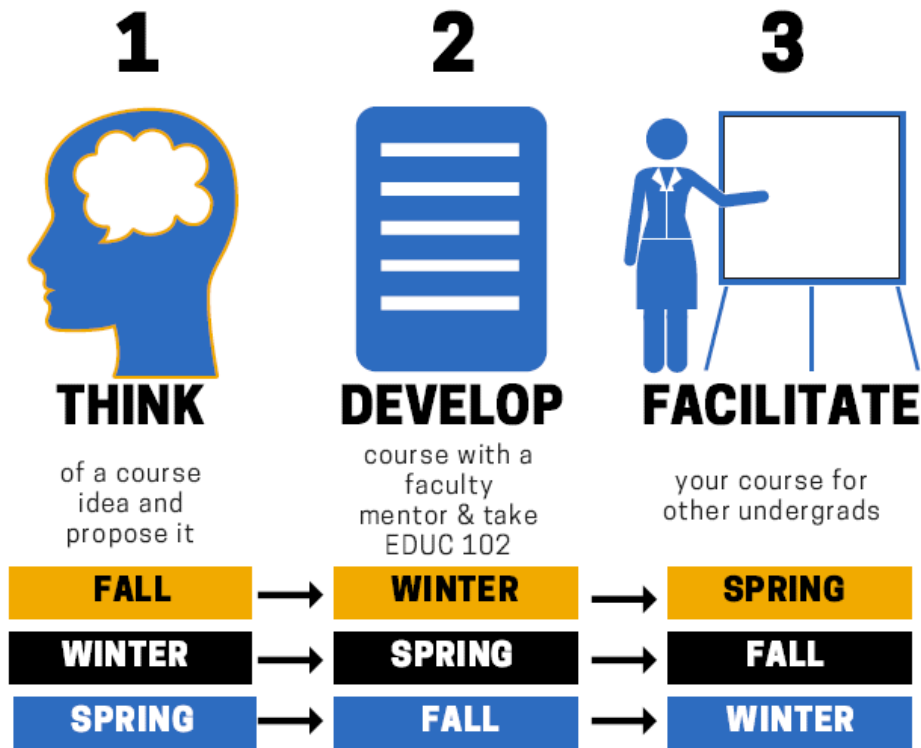 1
2
3
THINK
DEVELOP
FACILITATE
of a course
idea and
propose it
course with a
faculty
mentor & take
EDUC 102
your course for
other undergrads
FALL
WINTER
SPRING
WINTER
SPRING
FALL
SPRING
FALL
WINTER